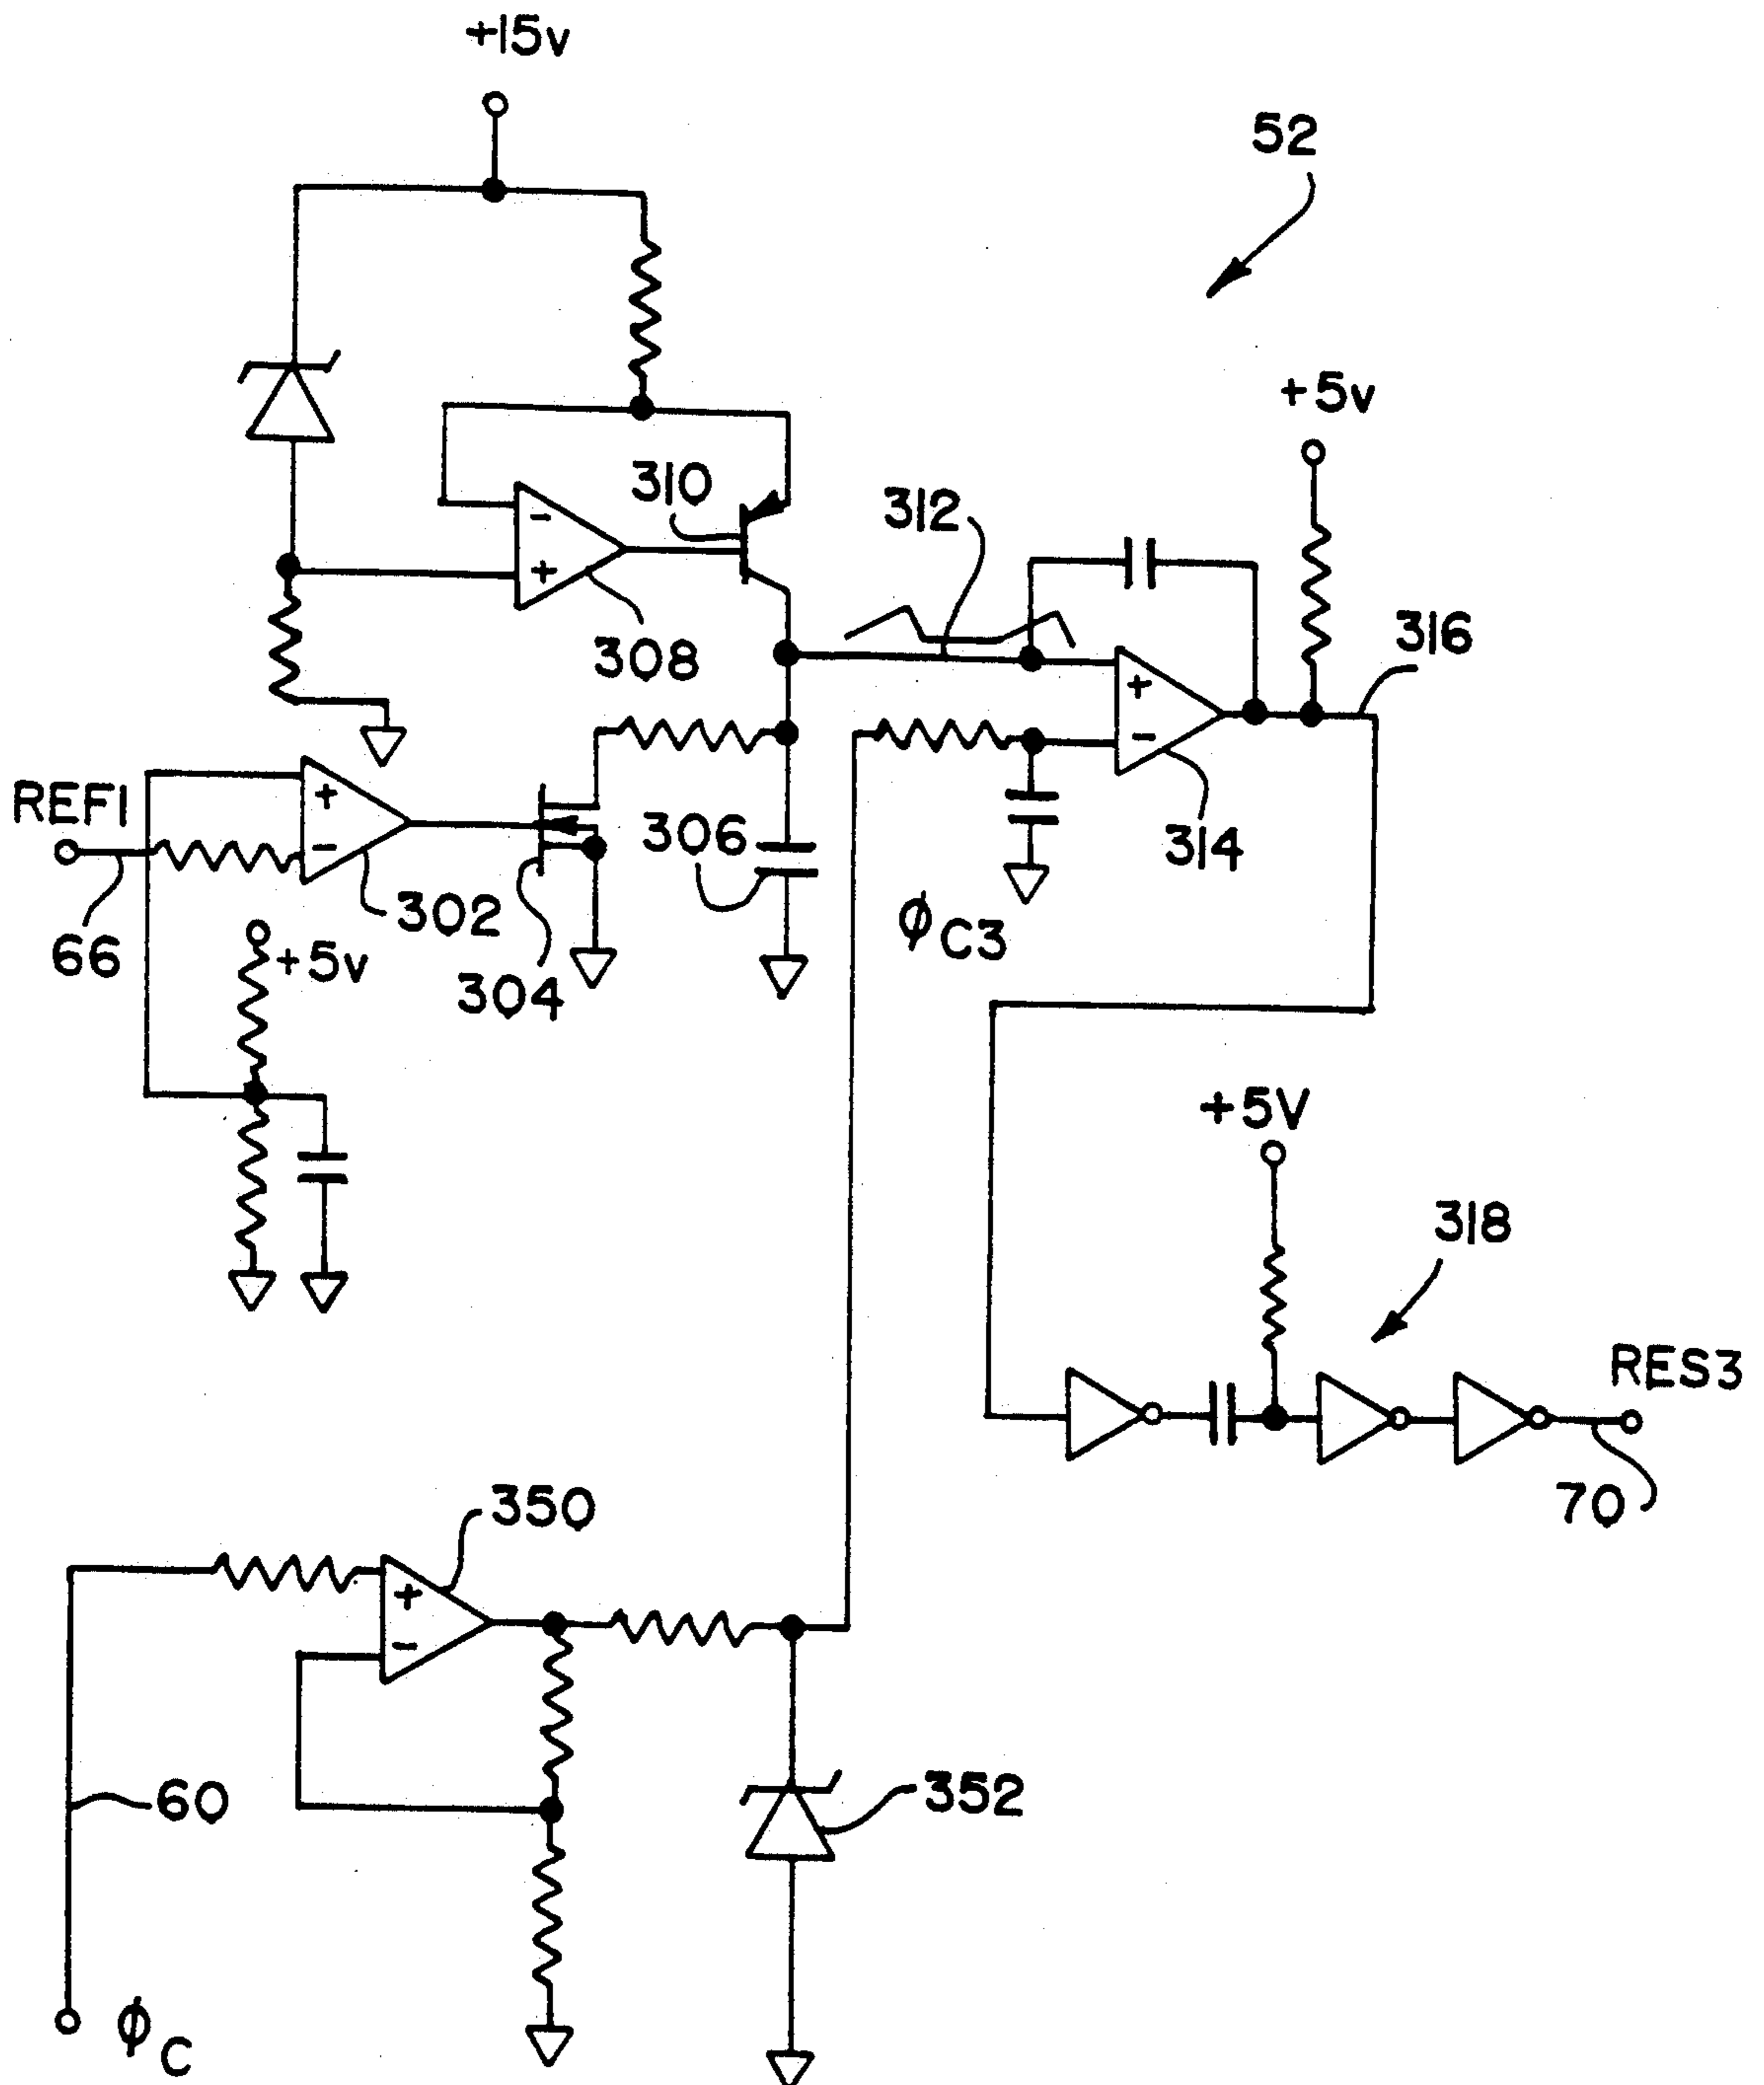 +15v
52
+5v
310
312
-
+
316
308
+
-
REF1
+
-
306
314
302
66
+5v
304
φC3
+5V
318
RES3
70
350
+
-
60
352
φC